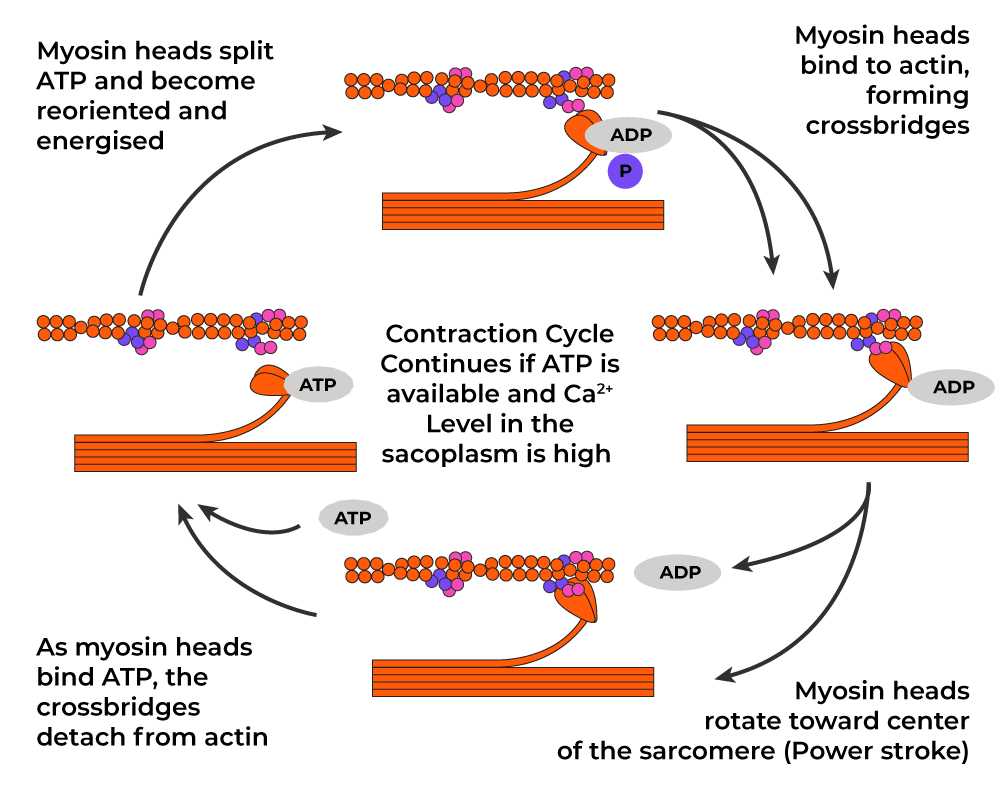 Myosin heads split
ATP and become
reoriented and
energised
Myosin heads
bind to actin,
forming
crossbridges
ADP
P
Contraction Cycle
Continues if ATP is
available and Ca²⁺
Level in the
sacoplasm is high
ATP
ADP
ATP
ADP
As myosin heads
bind ATP, the
crossbridges
detach from actin
Myosin heads
rotate toward center
of the sarcomere (Power stroke)